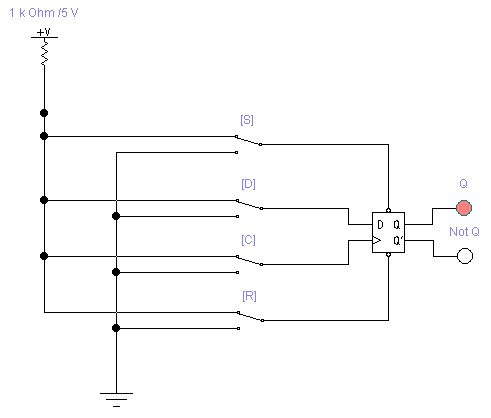 1 k Ohm /5 V
+V
[S]
[D]
Q
D Q
Not Q
[C]
Q'
[R]